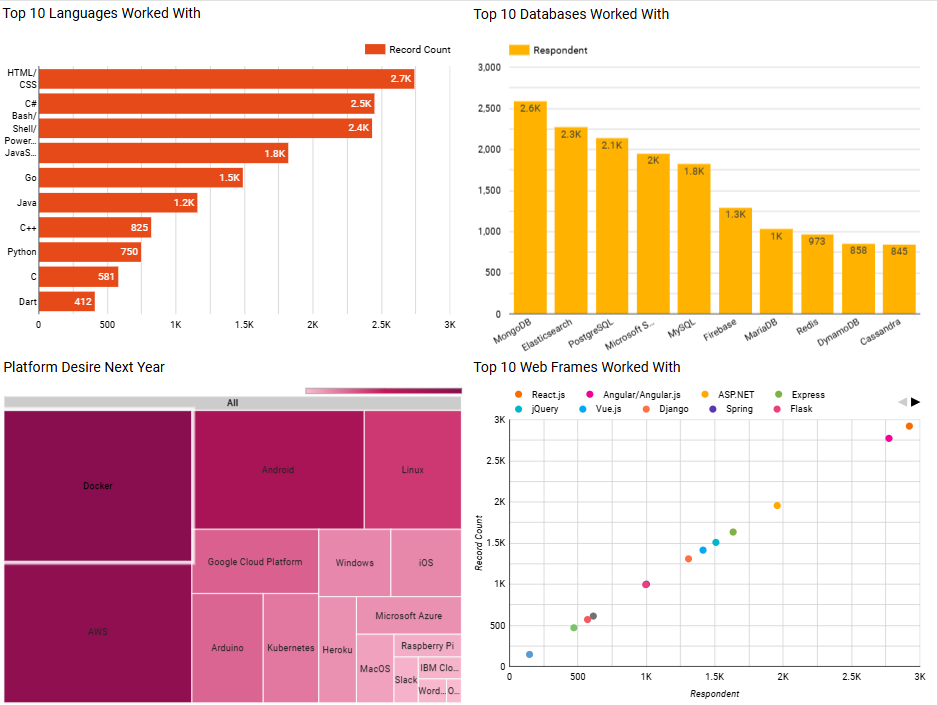 Top 10 Languages Worked With
Record Count
HTML/
CSS
2.7K
C#
2.5K
Bash/
Shell/
Power...
2.4K
JavaS...
1.8K
Go
1.5K
Java
1.2K
C++
825
Python
750
C
581
Dart
412
0 500 1K 1.5K 2K 2.5K 3K
Top 10 Databases Worked With
Respondent
3,000
2,500
2,000
1,500
1,000
500
0
2.6K 2.3K 2.1K 2K 1.8K 1.3K 1K 973 858 845
MongoDB Elasticsearch PostgreSQL Microsoft S... MySQL Firebase MariaDB Redis DynamoDB Cassandra
Platform Desire Next Year
All
Docker
Android
Linux
AWS
Google Cloud Platform
Windows
iOS
Arduino
Kubernetes
Heroku
Microsoft Azure
MacOS
Raspberry Pi
Slack
IBM Clo...
Word...
O...
Top 10 Web Frames Worked With
React.js Angular/Angular.js ASP.NET Express
jQuery Vue.js Django Spring Flask
3K
2.5K
2K
1.5K
1K
500
0
Record Count
0 500 1K 1.5K 2K 2.5K 3K
Respondent